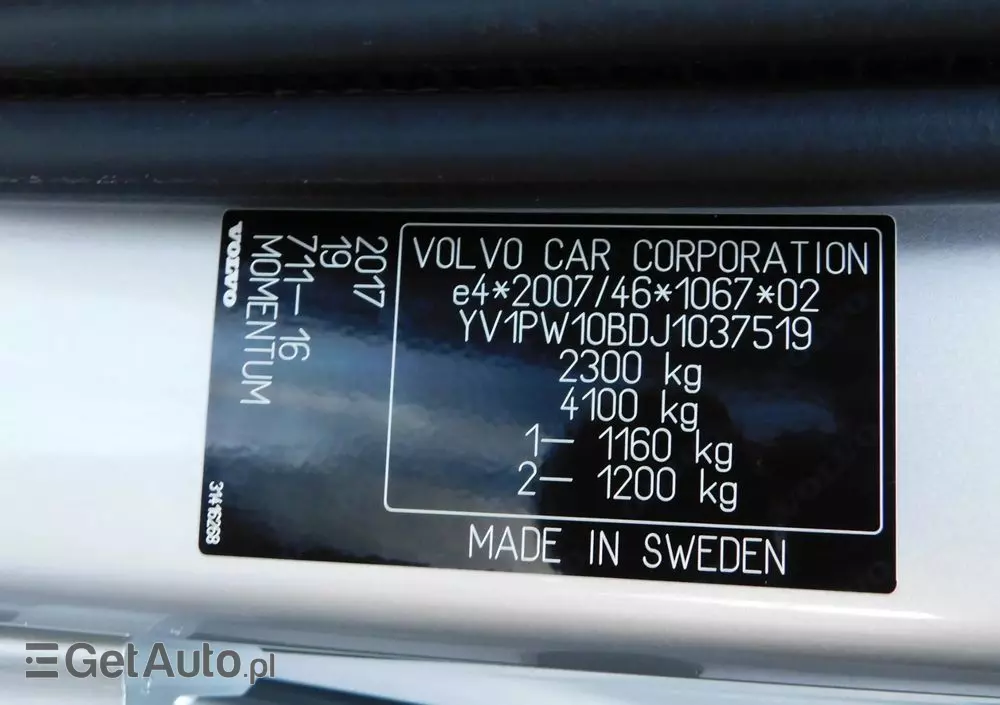 VOLVO CAR CORPORATION
e4*2007/46*1067*02
YV1PW10BDJ1037519
2300 kg
4100 kg
1– 1160 kg
2– 1200 kg
MADE IN SWEDEN
2017
19
711–16
MOMENTUM
VOLVO
31416268
GetAuto.pl